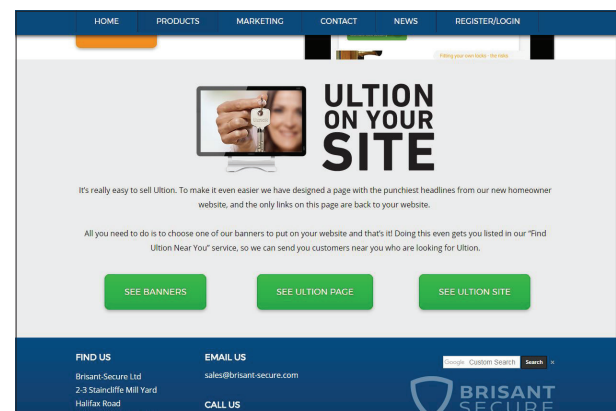 HOME PRODUCTS MARKETING CONTACT NEWS REGISTER/LOGIN
Fitting your own locks - the risks
ULTION
ON YOUR
SITE
It's really easy to sell Ultion. To make it even easier we have designed a page with the punchiest headlines from our new homeowner
website, and the only links on this page are back to your website.
All you need to do is to choose one of our banners to put on your website and that's it! Doing this even gets you listed in our "Find
Ultion Near You" service, so we can send you customers near you who are looking for Ultion.
SEE BANNERS SEE ULTION PAGE SEE ULTION SITE
FIND US EMAIL US
Google Custom Search Search ×
Brisant-Secure Ltd sales@brisant-secure.com
2-3 Staincliffe Mill Yard
Halifax Road CALL US
BRISANT
SECURE